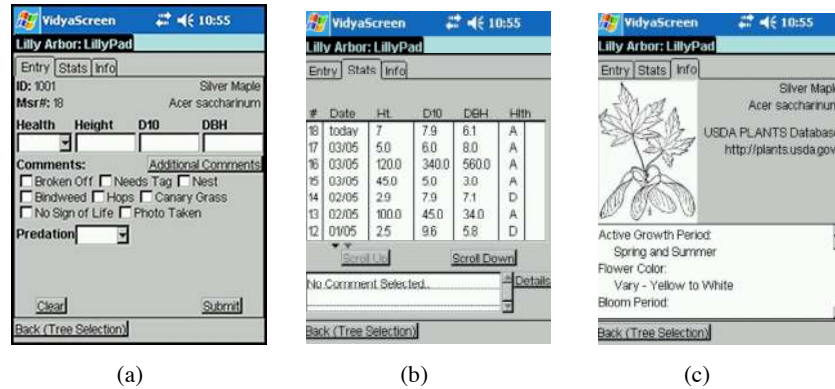 VidyaScreen 10:55
Lilly Arbor: LillyPad
Entry Stats Info
ID: 1001 Silver Maple
Msr#: 18 Acer saccharinum
Health Height D10 DBH
Comments: Additional Comments
Broken Off Needs Tag Nest
Bindweed Hops Canary Grass
No Sign of Life Photo Taken
Predation
Clear Submit
Back (Tree Selection)
(a)
VidyaScreen 10:55
Lilly Arbor: LillyPad
Entry Stats Info
# Date Ht. D10 DBH Hlth
18 today 7 7.9 6.1 A
17 03/05 5.0 6.0 8.0 A
16 03/05 120.0 340.0 560.0 A
15 03/05 45.0 5.0 3.0 A
14 02/05 2.9 7.9 7.1 D
13 02/05 100.0 45.0 34.0 A
12 01/05 2.5 9.6 5.8 D
Scroll Up Scroll Down
No Comment Selected.. Details
Back (Tree Selection)
(b)
VidyaScreen 10:55
Lilly Arbor: LillyPad
Entry Stats Info
Silver Maple
Acer saccharinum
USDA PLANTS Database
http://plants.usda.gov
Active Growth Period:
Spring and Summer
Flower Color:
Vary - Yellow to White
Bloom Period:
Back (Tree Selection)
(c)